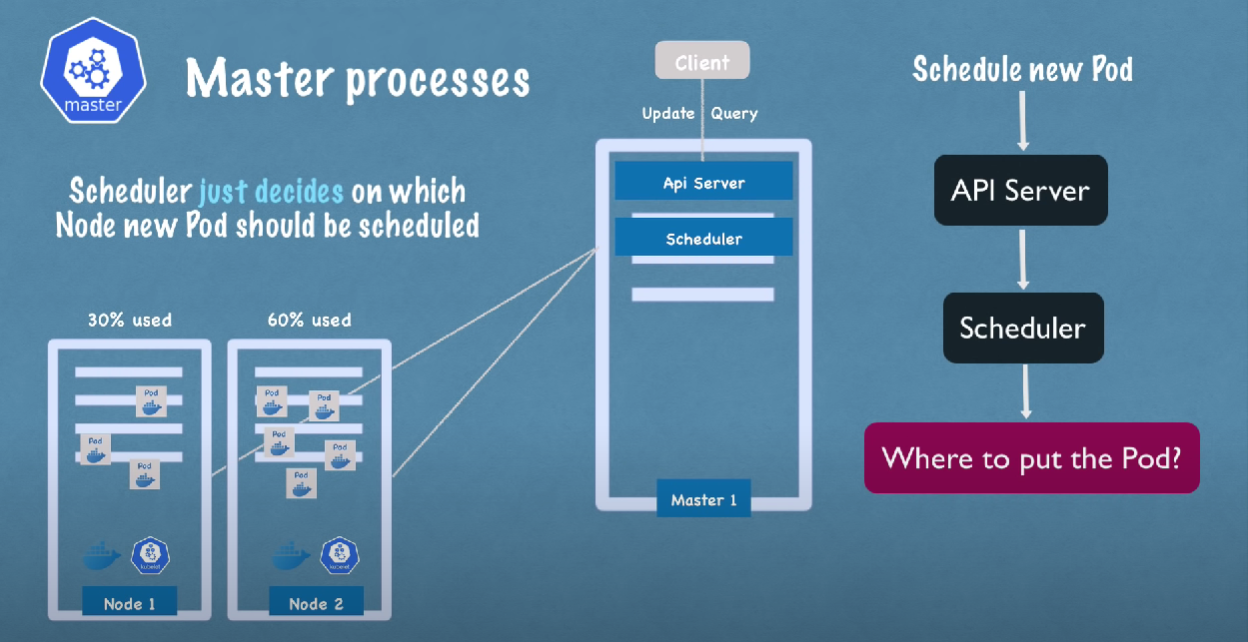 master
Master processes
Scheduler just decides on which
Node new Pod should be scheduled
30% used
60% used
Pod
Pod
Pod
kubelet
Node 1
Pod
Pod
Pod
Pod
Pod
kubelet
Node 2
Client
Update Query
Api Server
Scheduler
Master 1
Schedule new Pod
API Server
Scheduler
Where to put the Pod?